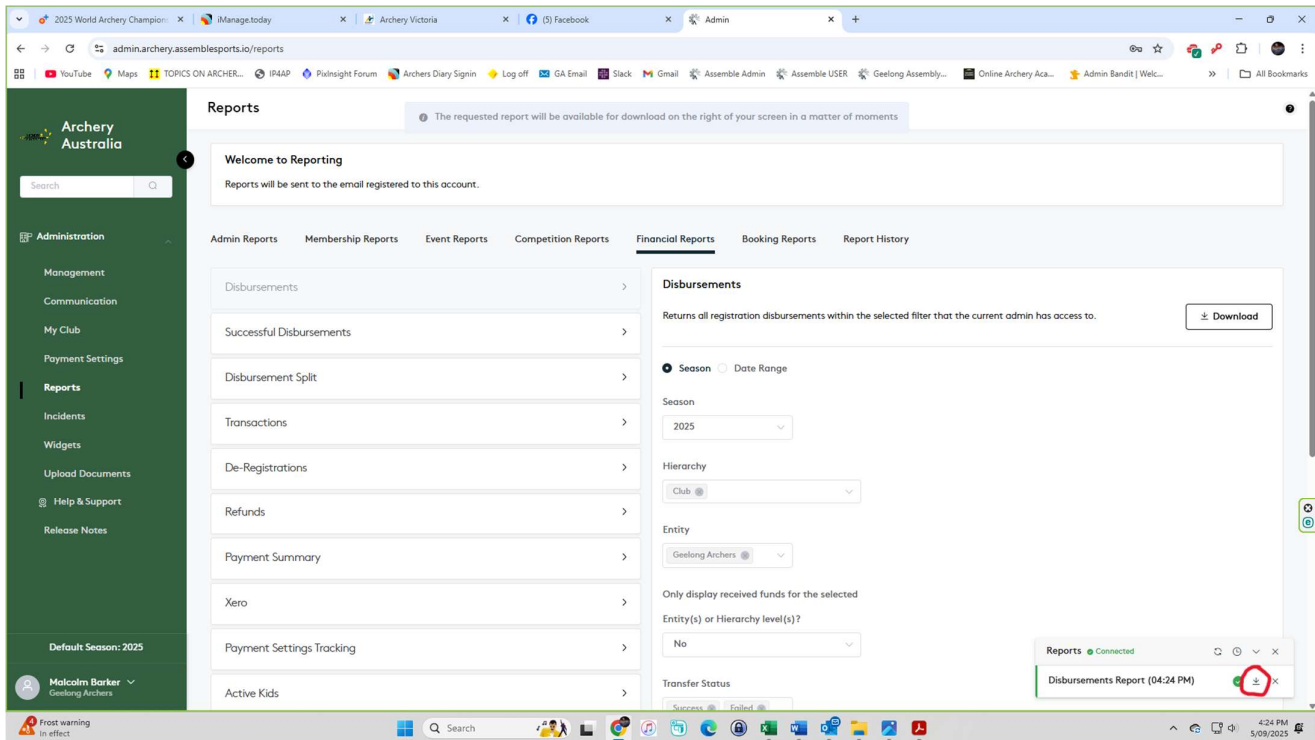 2025 World Archery Champion
iManage.today
Archery Victoria
(5) Facebook
Admin
admin.archery.assemblesports.io/reports
YouTube
Maps
TOPICS ON ARCHER...
IP4AP
PixInsight Forum
Archers Diary Signin
Log off
GA Email
Slack
Gmail
Assemble Admin
Assemble USER
Geelong Assembly...
Online Archery Aca...
Admin Bandit | Welc...
All Bookmarks
Archery
Australia
Search
Administration
Management
Communication
My Club
Payment Settings
Reports
Incidents
Widgets
Upload Documents
Help & Support
Release Notes
Default Season: 2025
Malcolm Barker
Geelong Archers
Reports
The requested report will be available for download on the right of your screen in a matter of moments
Welcome to Reporting
Reports will be sent to the email registered to this account.
Admin Reports
Membership Reports
Event Reports
Competition Reports
Financial Reports
Booking Reports
Report History
Disbursements
Successful Disbursements
Disbursement Split
Transactions
De-Registrations
Refunds
Payment Summary
Xero
Payment Settings Tracking
Active Kids
Disbursements
Returns all registration disbursements within the selected filter that the current admin has access to.
Download
Season
Date Range
Season
2025
Hierarchy
Club
Entity
Geelong Archers
Only display received funds for the selected
Entity(s) or Hierarchy level(s)?
No
Transfer Status
Success
Failed
Reports
Connected
Disbursements Report (04:24 PM)
Frost warning
In effect
Search
4:24 PM
5/09/2025